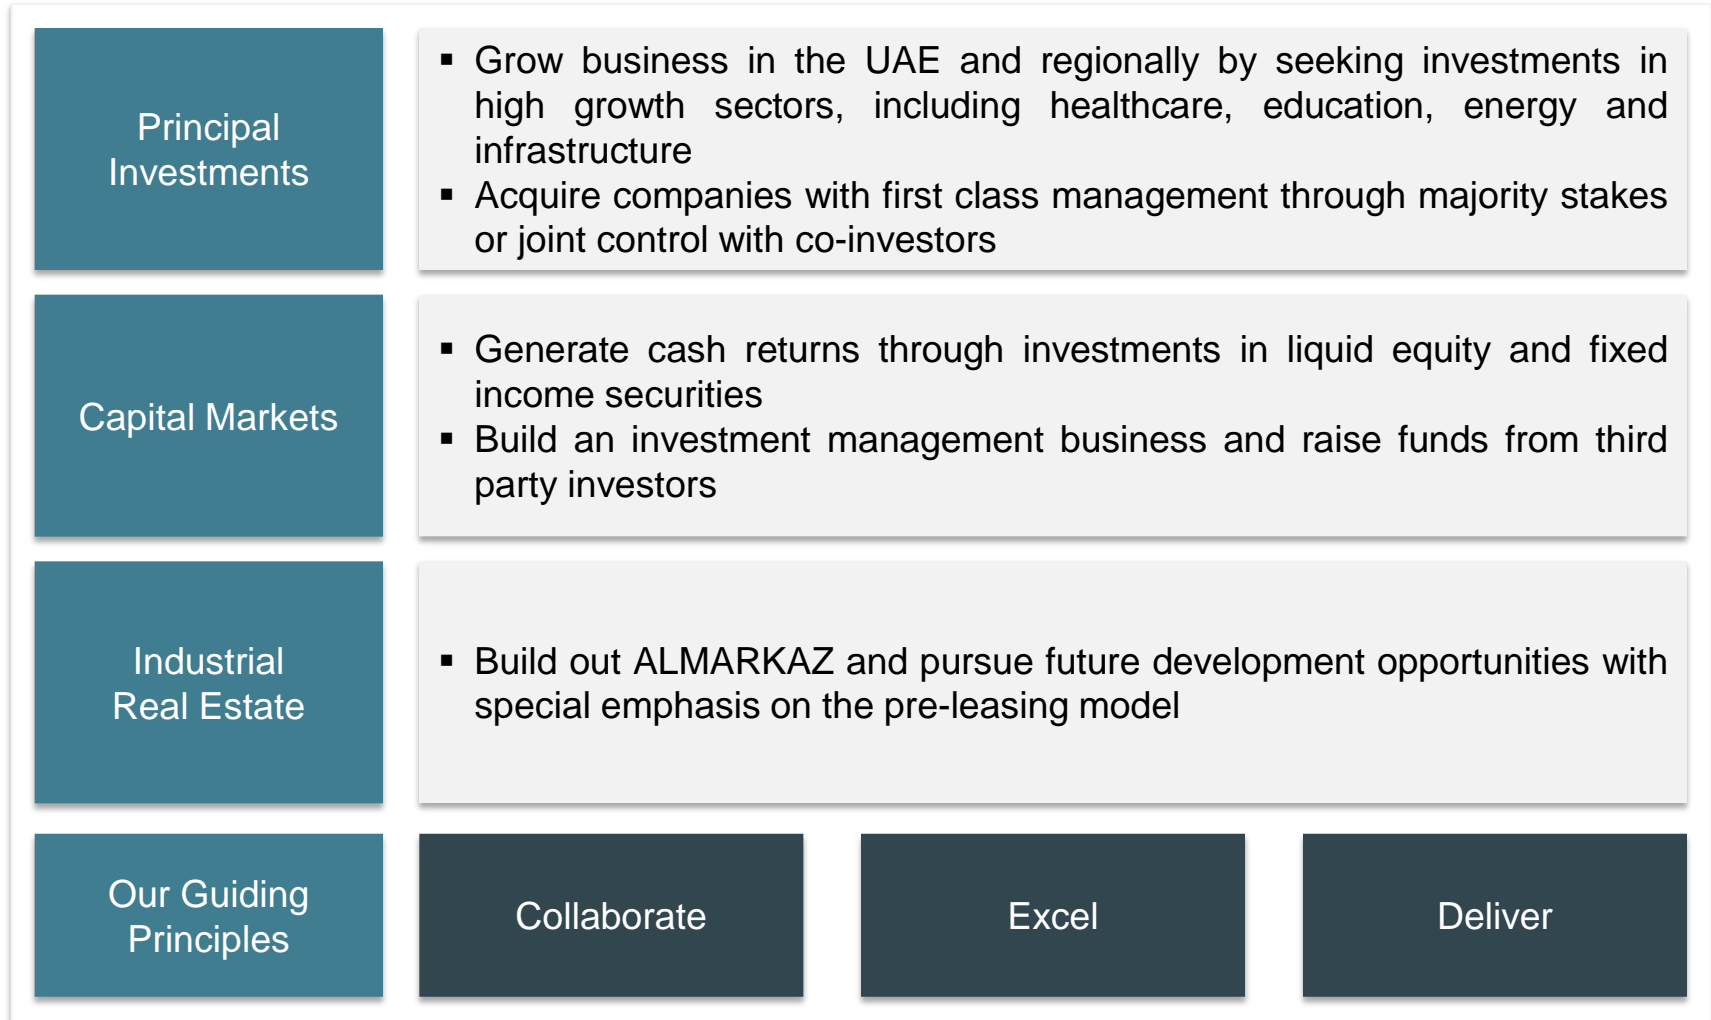 Principal
Investments
▪ Grow business in the UAE and regionally by seeking investments in
high growth sectors, including healthcare, education, energy and
infrastructure
▪ Acquire companies with first class management through majority stakes
or joint control with co-investors
Capital Markets
▪ Generate cash returns through investments in liquid equity and fixed
income securities
▪ Build an investment management business and raise funds from third
party investors
Industrial
Real Estate
▪ Build out ALMARKAZ and pursue future development opportunities with
special emphasis on the pre-leasing model
Our Guiding
Principles
Collaborate
Excel
Deliver